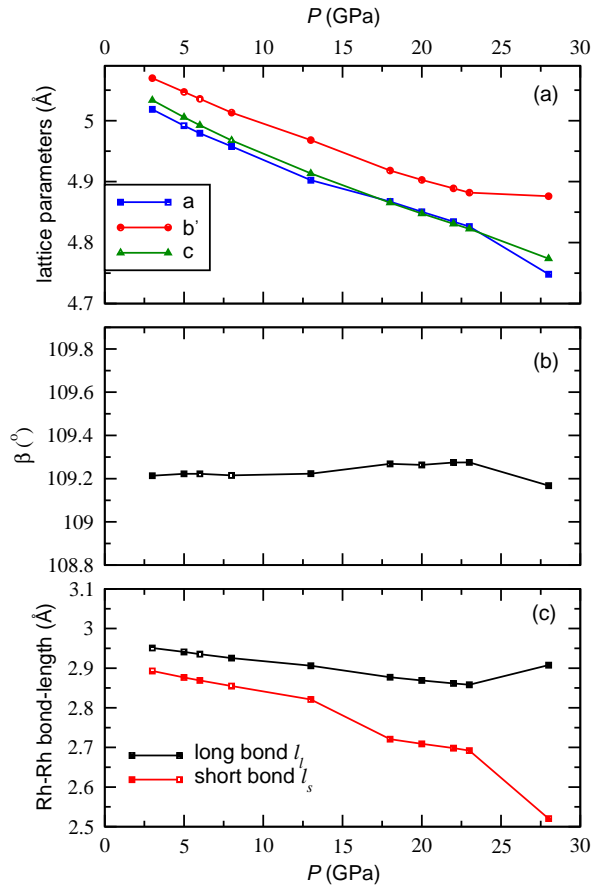 P (GPa)
0 5 10 15 20 25 30
lattice parameters (Å)
5
4.9
4.8
4.7
(a)
a
b'
c
β (°)
109.8
109.6
109.4
109.2
109
108.8
(b)
Rh-Rh bond-length (Å)
3.1
3
2.9
2.8
2.7
2.6
2.5
(c)
long bond l_l
short bond l_s
0 5 10 15 20 25 30
P (GPa)